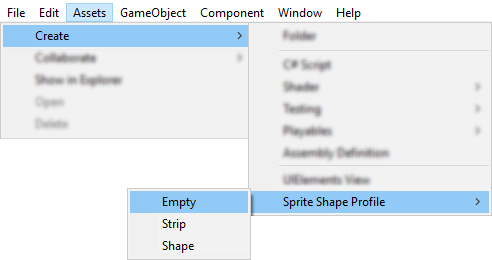 File Edit Assets GameObject Component Window Help
Create
Collaborate
Show in Explorer
Open
Delete
Folder
C# Script
Shader
Testing
Playables
Assembly Definition
UIElements View
Sprite Shape Profile
Empty
Strip
Shape